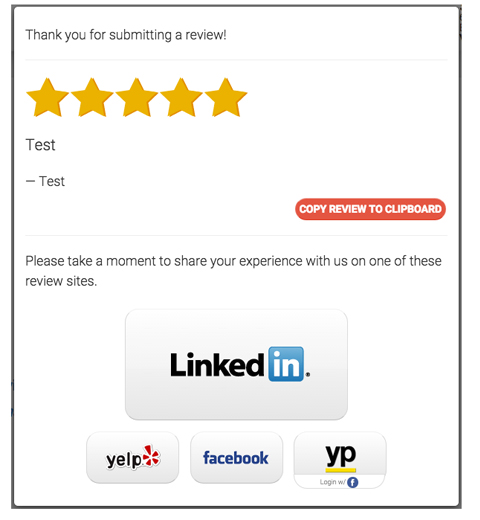 Thank you for submitting a review!
Test
— Test
COPY REVIEW TO CLIPBOARD
Please take a moment to share your experience with us on one of these
review sites.
Linked in®
yelp facebook yp
Login w/ f